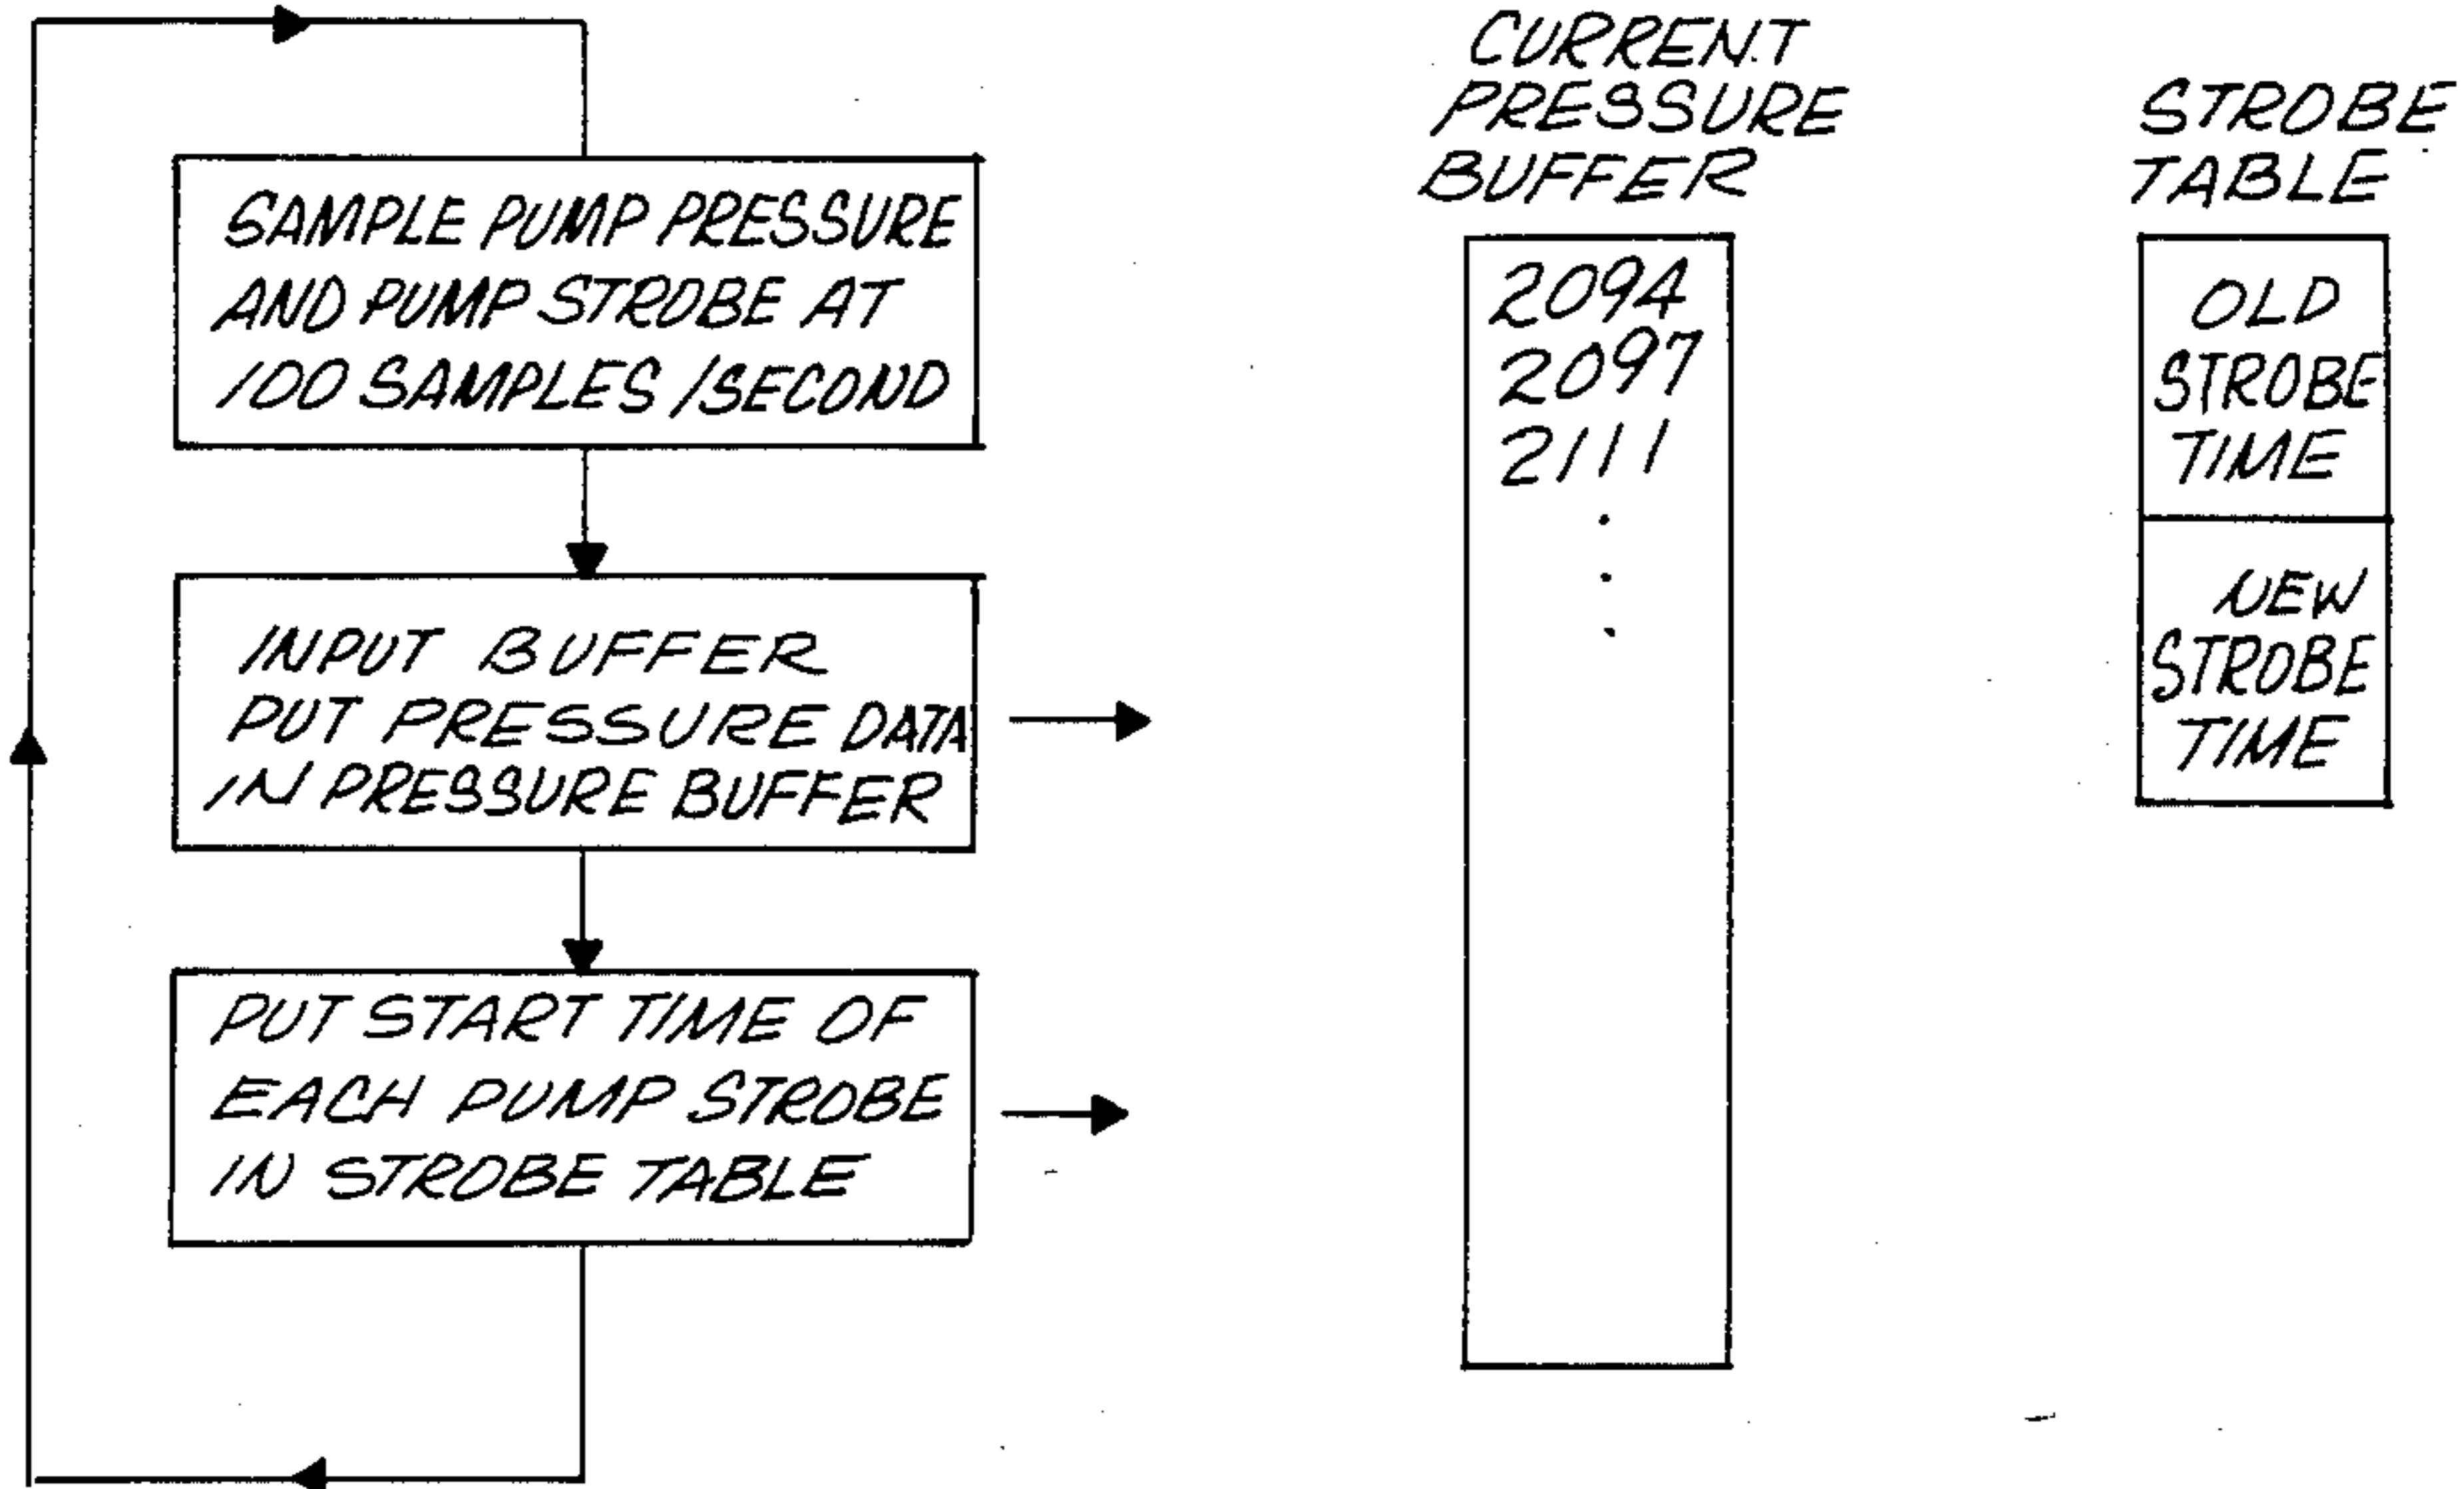 SAMPLE PUMP PRESSURE
AND PUMP STROBE AT
100 SAMPLES /SECOND
INPUT BUFFER
PUT PRESSURE DATA
IN PRESSURE BUFFER
PUT START TIME OF
EACH PUMP STROBE
IN STROBE TABLE
CURRENT
PRESSURE
BUFFER
2094
2097
2111
.
.
.
STROBE
TABLE
OLD
STROBE
TIME
NEW
STROBE
TIME